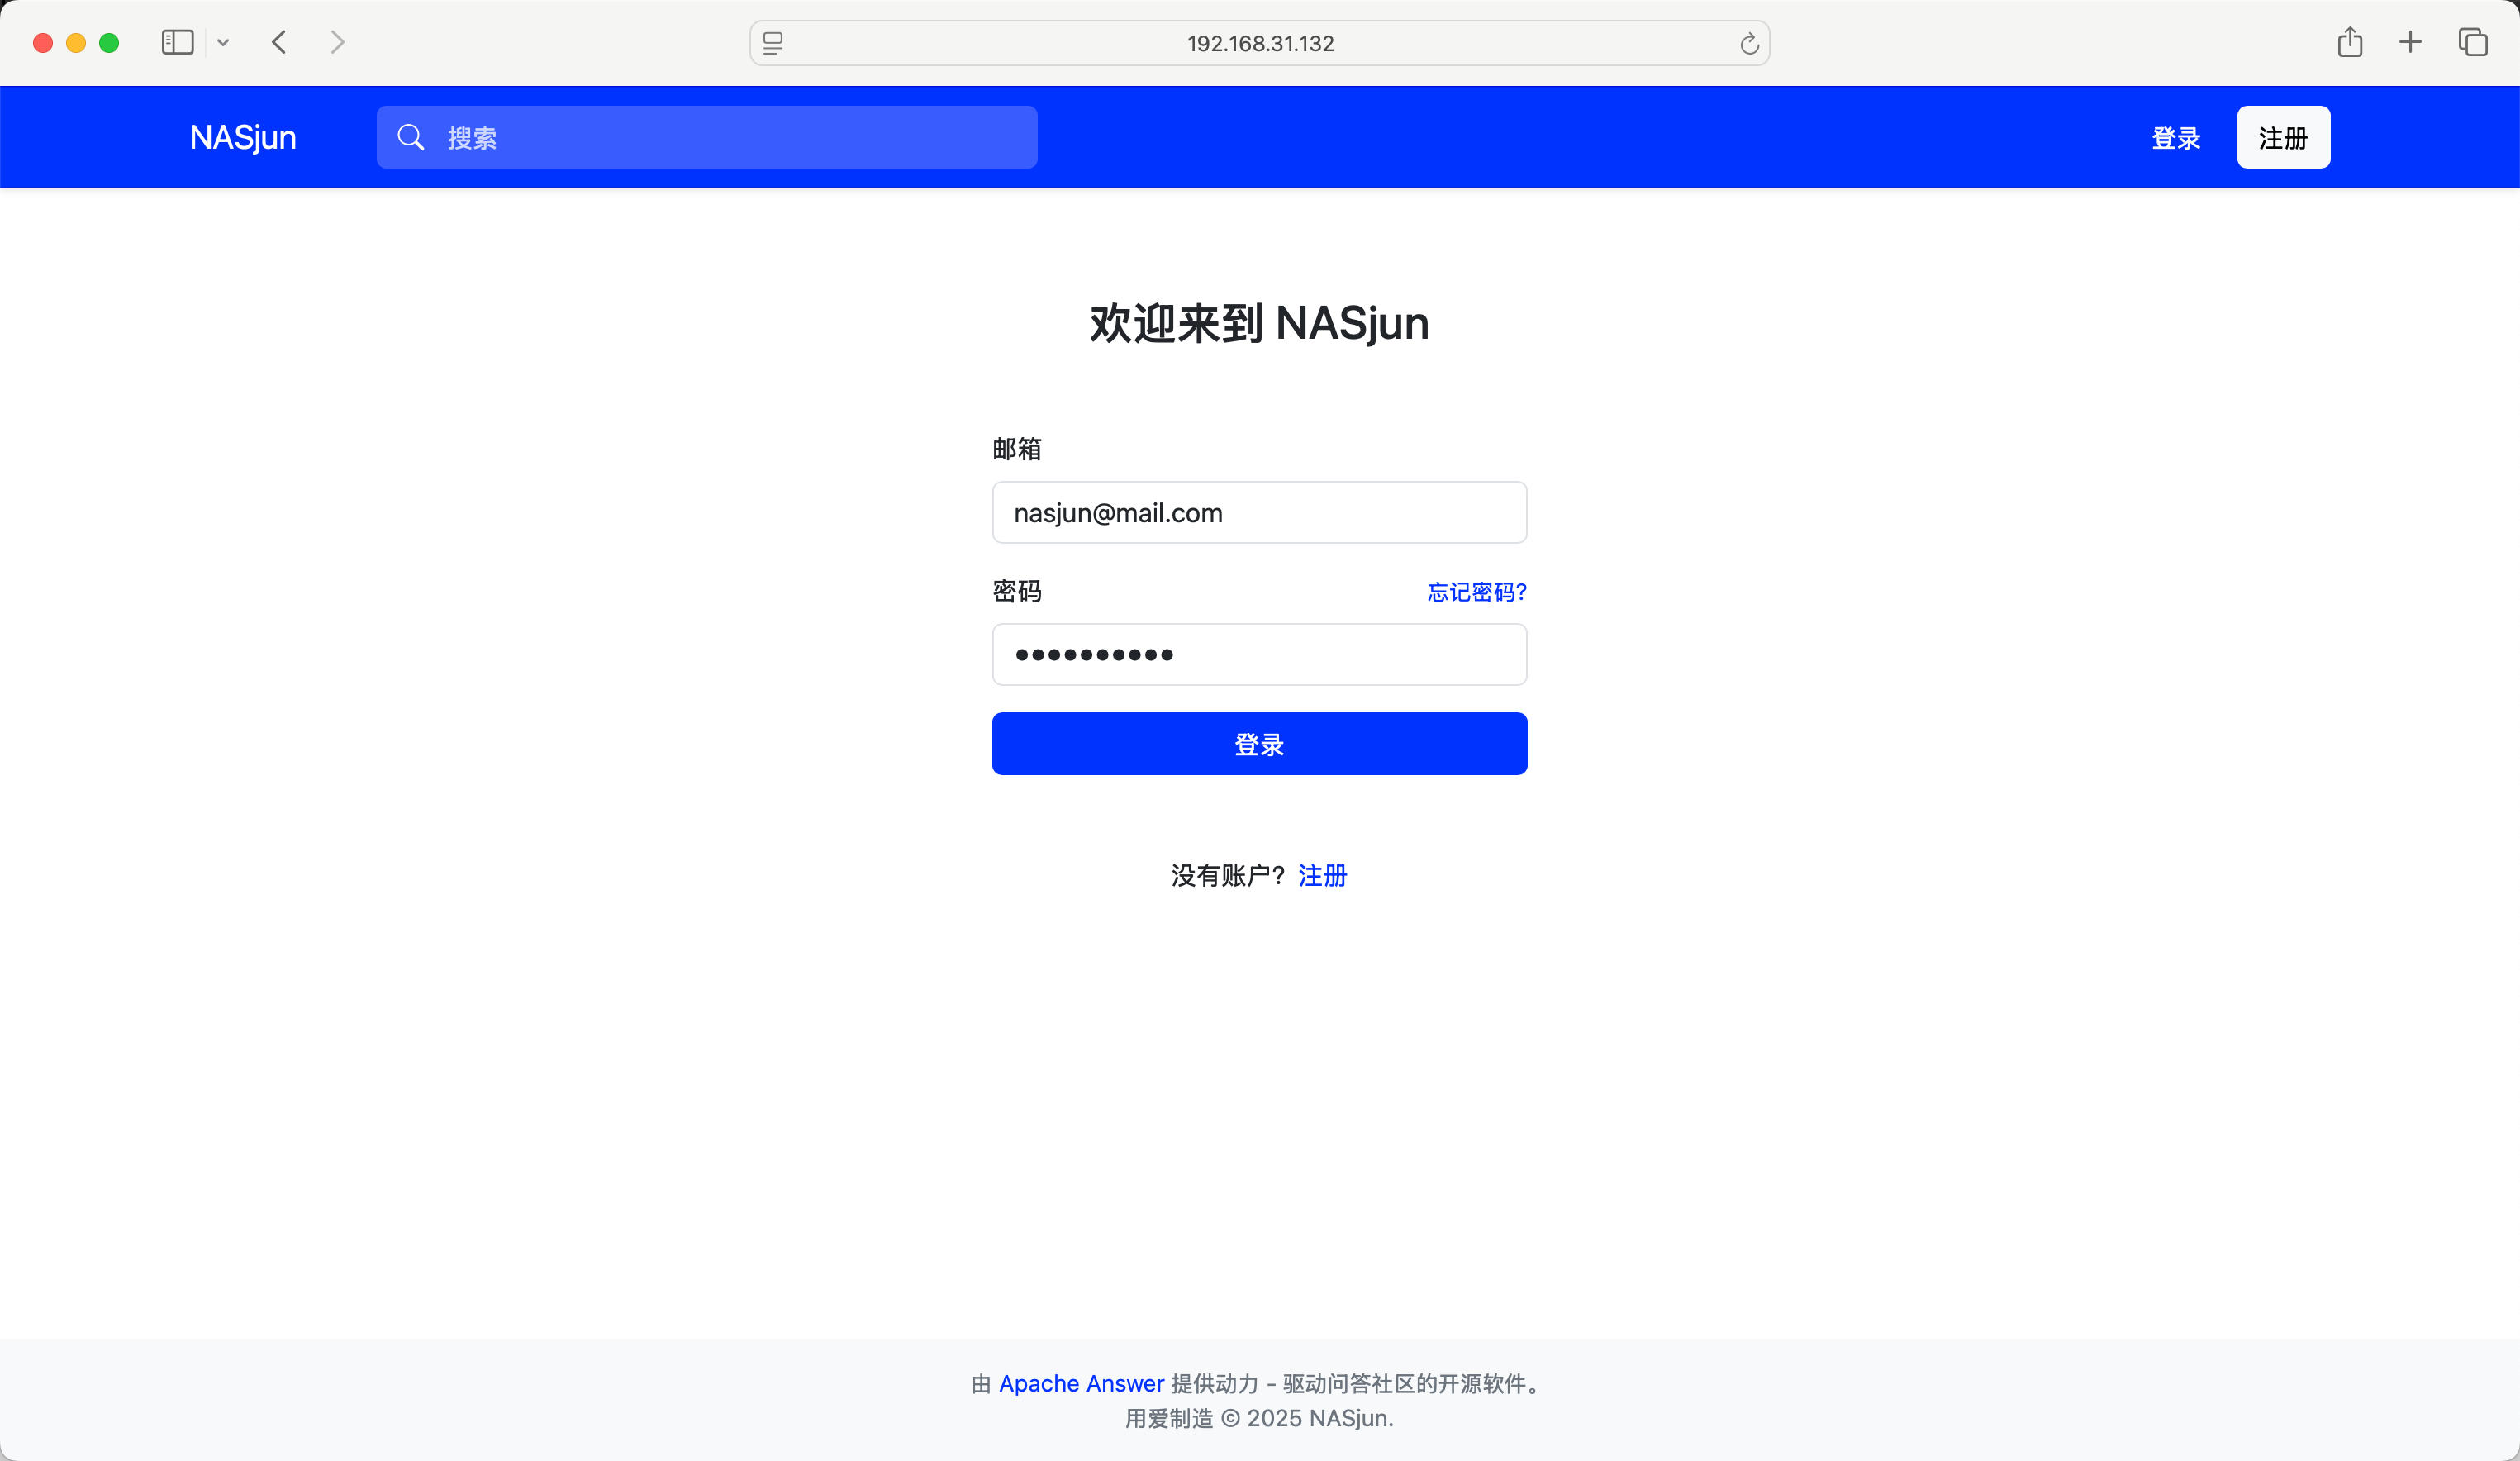 192.168.31.132
NASjun
搜索
登录
注册
欢迎来到 NASjun
邮箱
nasjun@mail.com
密码
忘记密码?
••••••••••
登录
没有账户? 注册
由 Apache Answer 提供动力 - 驱动问答社区的开源软件。
用爱制造 © 2025 NASjun.